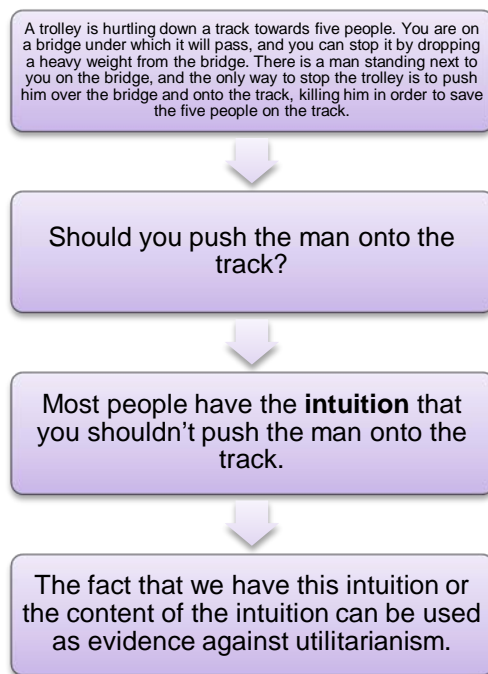 A trolley is hurtling down a track towards five people. You are
on a bridge under which it will pass, and you can stop it by dropping
a heavy weight from the bridge. There is a man standing next to
you on the bridge, and the only way to stop the trolley is to push
him over the bridge and onto the track, killing him in order to save
the five people on the track.
Should you push the man onto the
track?
Most people have the intuition that
you shouldn’t push the man onto the
track.
The fact that we have this intuition or
the content of the intuition can be used
as evidence against utilitarianism.